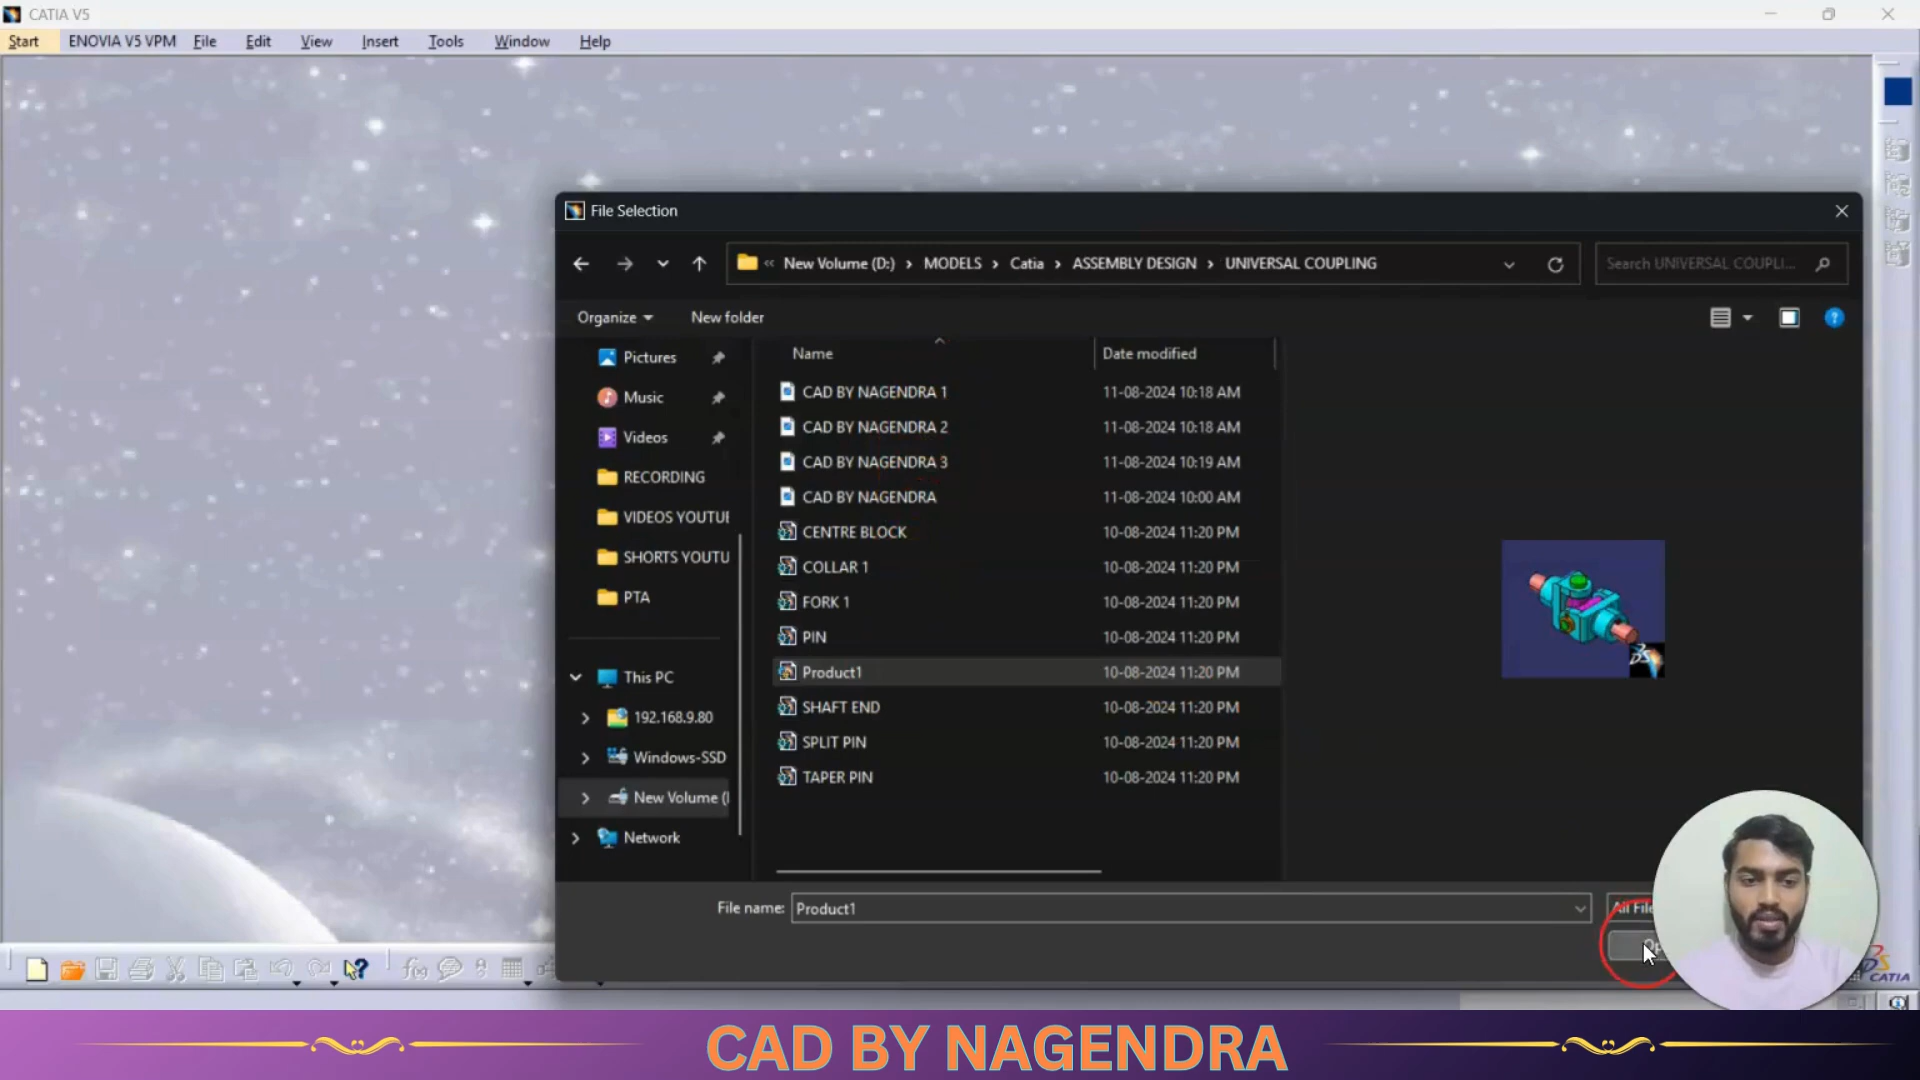 CATIA V5
Start ENOVIA V5 VPM File Edit View Insert Tools Window Help
File Selection
« New Volume (D:) › MODELS › Catia › ASSEMBLY DESIGN › UNIVERSAL COUPLING
Search UNIVERSAL COUPLI...
Organize New folder
Pictures
Music
Videos
RECORDING
VIDEOS YOUTUE
SHORTS YOUTU
PTA
This PC
192.168.9.80
Windows-SSD
New Volume (I
Network
Name Date modified
CAD BY NAGENDRA 1 11-08-2024 10:18 AM
CAD BY NAGENDRA 2 11-08-2024 10:18 AM
CAD BY NAGENDRA 3 11-08-2024 10:19 AM
CAD BY NAGENDRA 11-08-2024 10:00 AM
CENTRE BLOCK 10-08-2024 11:20 PM
COLLAR 1 10-08-2024 11:20 PM
FORK 1 10-08-2024 11:20 PM
PIN 10-08-2024 11:20 PM
Product1 10-08-2024 11:20 PM
SHAFT END 10-08-2024 11:20 PM
SPLIT PIN 10-08-2024 11:20 PM
TAPER PIN 10-08-2024 11:20 PM
File name: Product1
All File
CATIA
CAD BY NAGENDRA